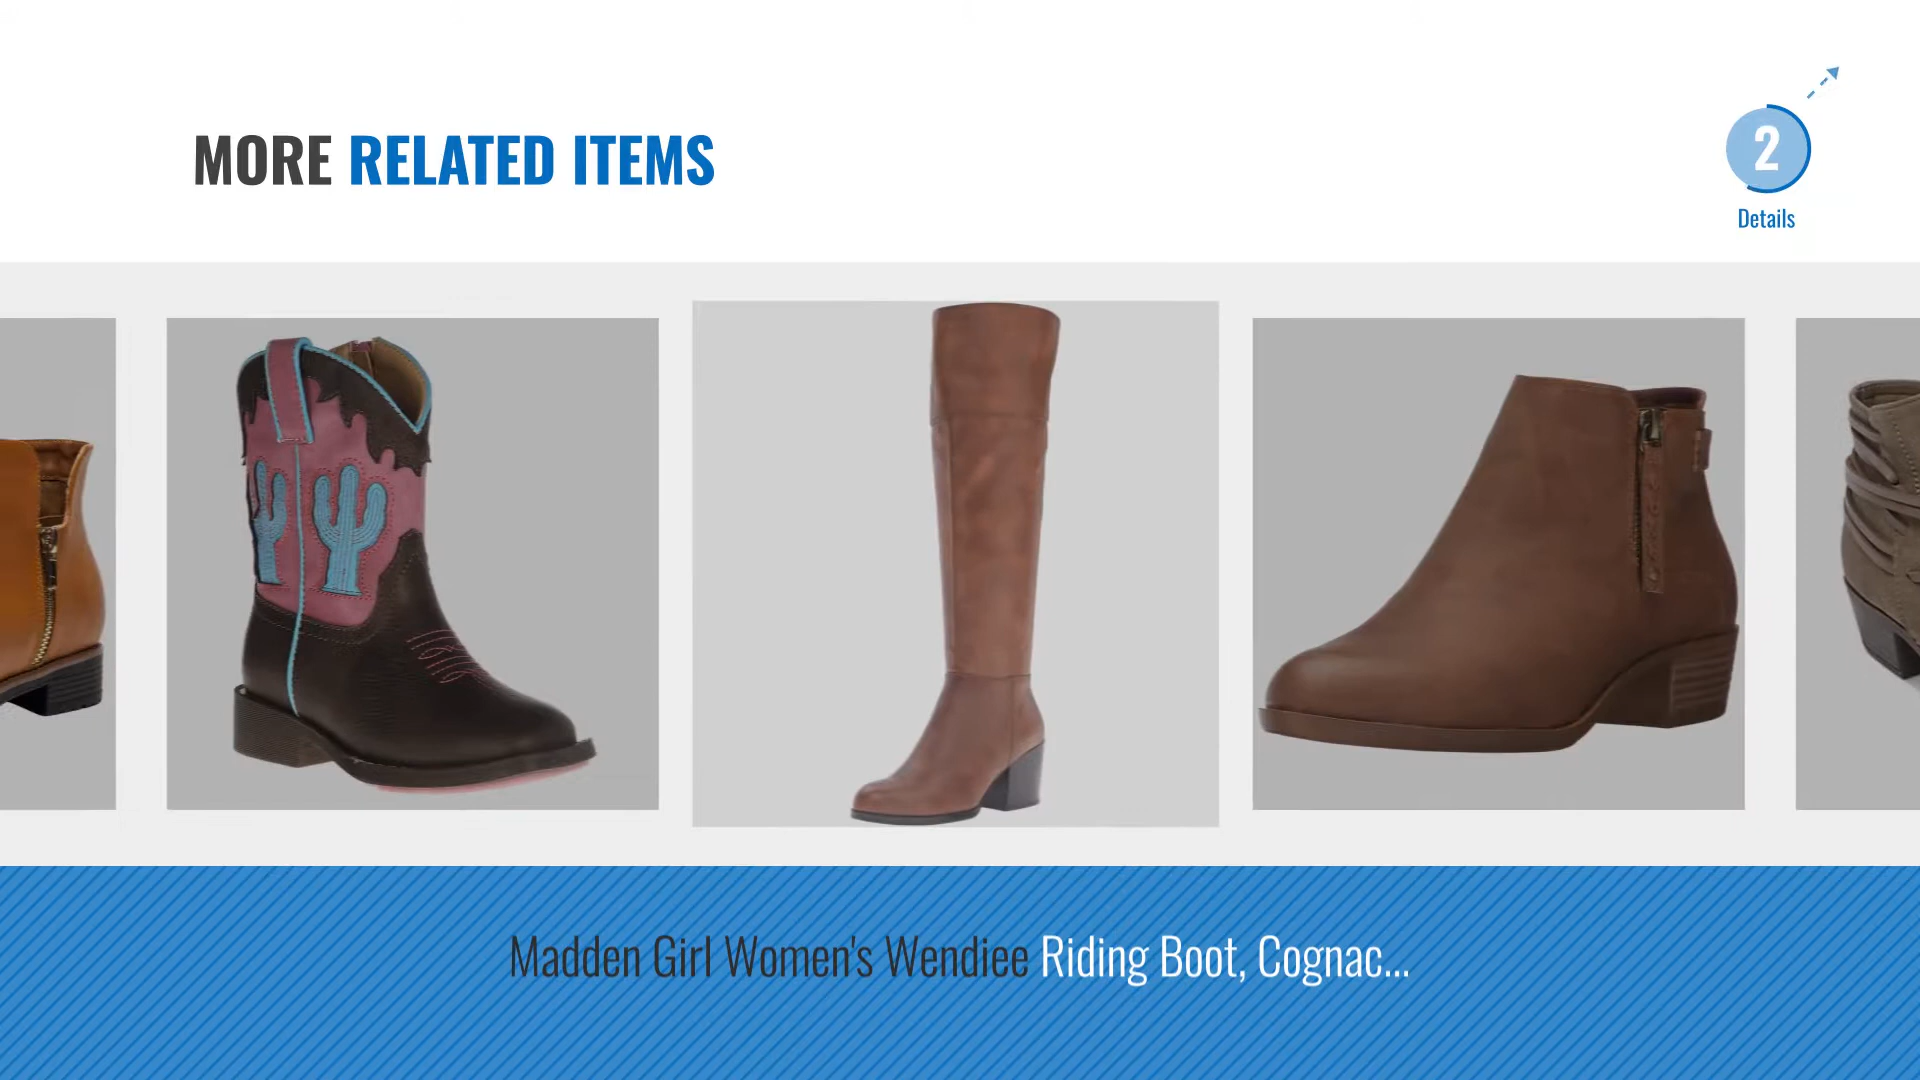 MORE RELATED ITEMS
2
Details
Madden Girl Women's Wendiee Riding Boot, Cognac...